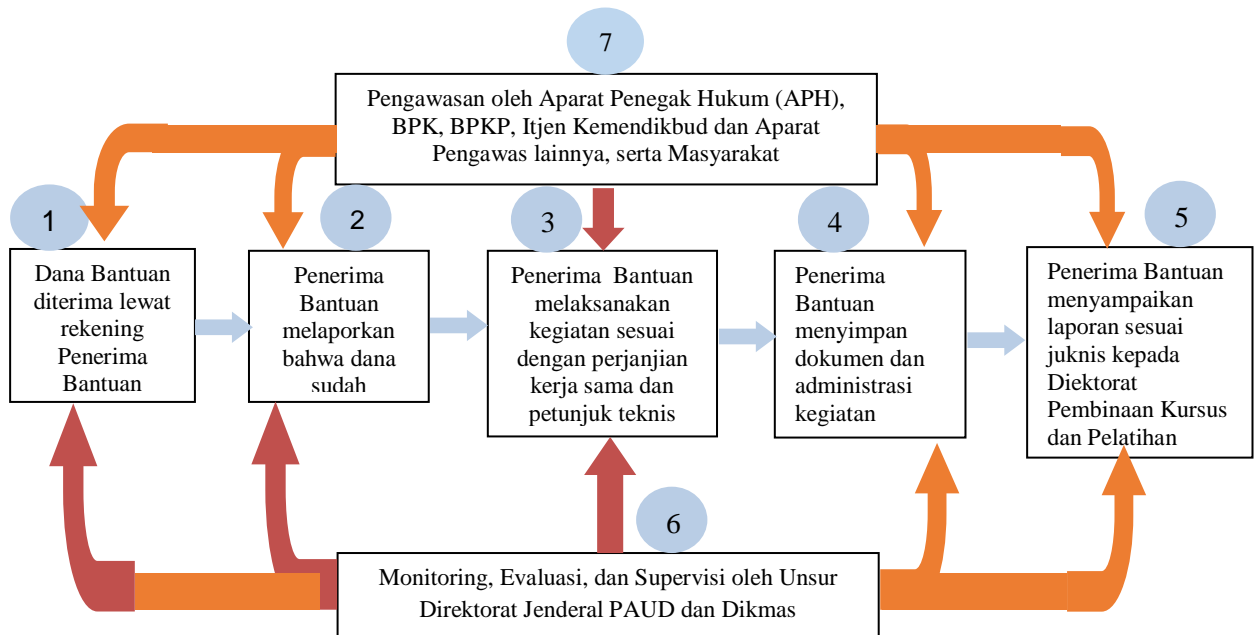 7
Pengawasan oleh Aparat Penegak Hukum (APH),
BPK, BPKP, Itjen Kemendikbud dan Aparat
Pengawas lainnya, serta Masyarakat
1
Dana Bantuan
diterima lewat
rekening
Penerima
Bantuan
2
Penerima
Bantuan
melaporkan
bahwa dana
sudah
3
Penerima Bantuan
melaksanakan
kegiatan sesuai
dengan perjanjian
kerja sama dan
petunjuk teknis
4
Penerima
Bantuan
menyimpan
dokumen dan
administrasi
kegiatan
5
Penerima Bantuan
menyampaikan
laporan sesuai
juknis kepada
Diektorat
Pembinaan Kursus
dan Pelatihan
6
Monitoring, Evaluasi, dan Supervisi oleh Unsur
Direktorat Jenderal PAUD dan Dikmas